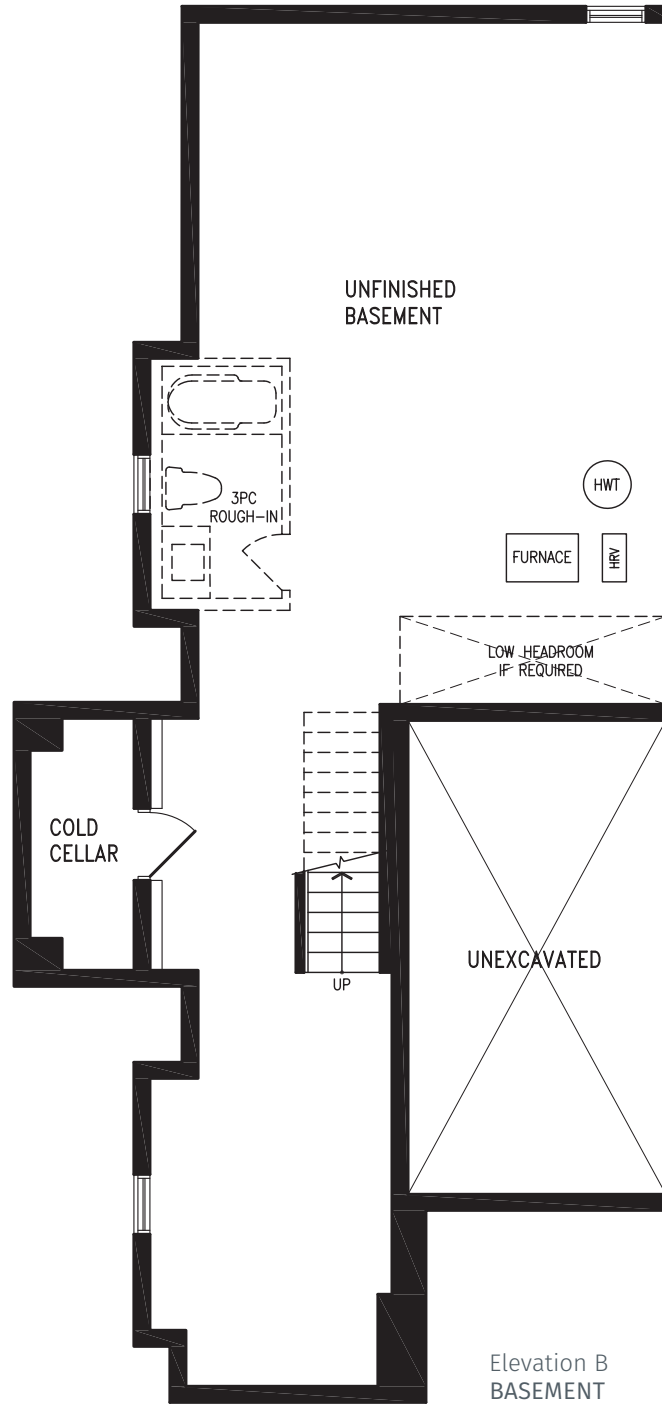 UNFINISHED
BASEMENT
3PC
ROUGH-IN
HWT
FURNACE
HRV
LOW HEADROOM
IF REQUIRED
COLD
CELLAR
UNEXCAVATED
UP
Elevation B
BASEMENT